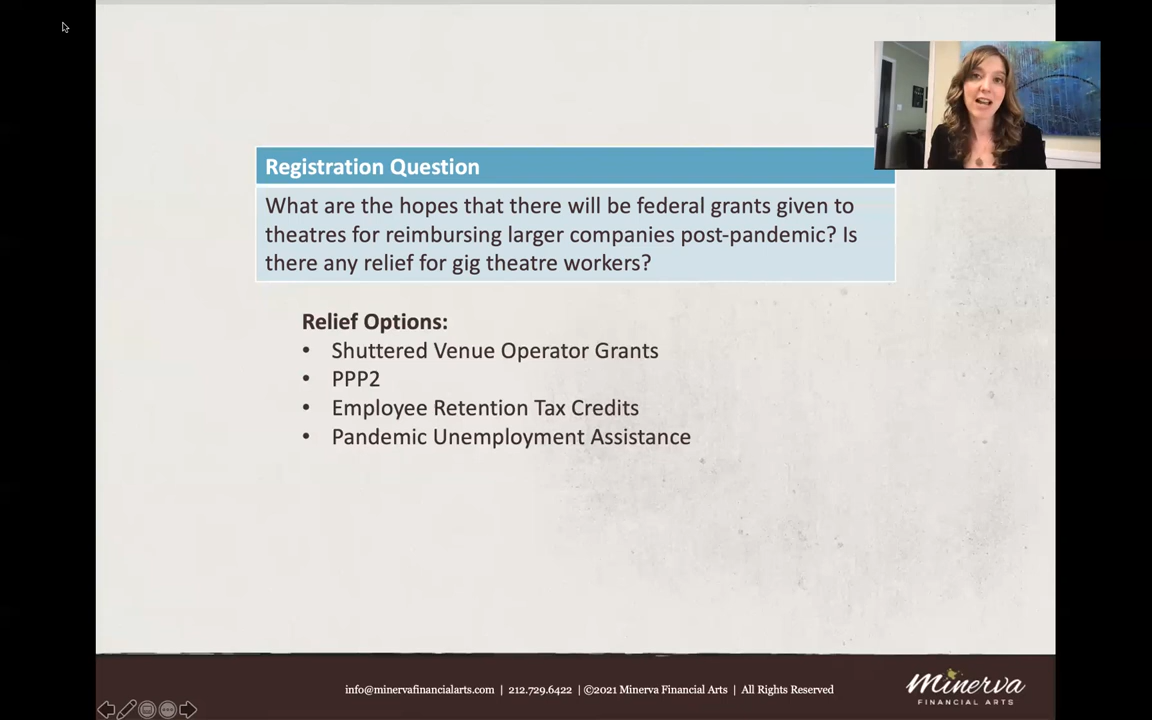 Registration Question
What are the hopes that there will be federal grants given to
theatres for reimbursing larger companies post-pandemic? Is
there any relief for gig theatre workers?
Relief Options:
• Shuttered Venue Operator Grants
• PPP2
• Employee Retention Tax Credits
• Pandemic Unemployment Assistance
info@minervafinancialarts.com | 212.729.6422 | ©2021 Minerva Financial Arts | All Rights Reserved
Minerva
FINANCIAL ARTS